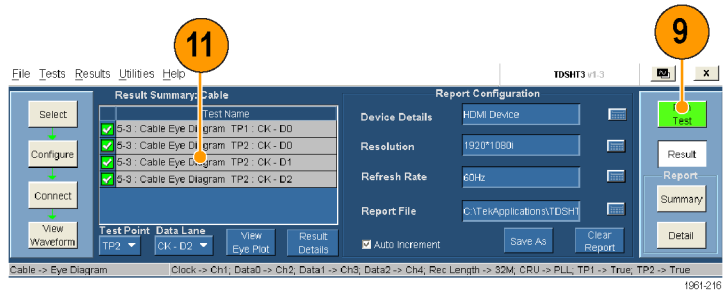 11
9
File Tests Results Utilities Help
TDSHT3 v1-3
x
Result Summary: Cable
Report Configuration
Select
Configure
Connect
View
Waveform
Test Name
5-3 : Cable Eye Diagram TP1 : CK - D0
5-3 : Cable Eye Diagram TP2 : CK - D0
5-3 : Cable Eye Diagram TP2 : CK - D1
5-3 : Cable Eye Diagram TP2 : CK - D2
Test Point Data Lane
TP2 CK - D2
View
Eye Plot
Result
Details
Device Details HDMI Device
Resolution 1920*1080i
Refresh Rate 60Hz
Report File C:\TekApplications\TDSHT
Auto Increment
Save As
Clear
Report
Test
Result
Report
Summary
Detail
Cable -> Eye Diagram
Clock -> Ch1; Data0 -> Ch2; Data1 -> Ch3; Data2 -> Ch4; Rec Length -> 32M; CRU -> PLL; TP1 -> True; TP2 -> True
1961-216